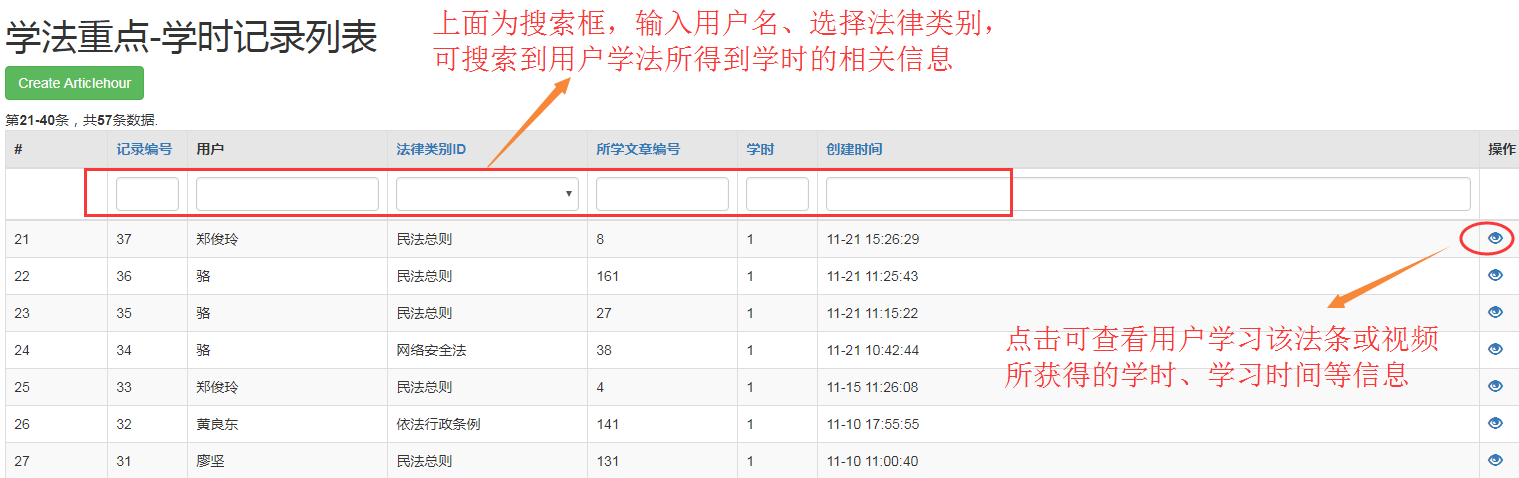 学法重点-学时记录列表
上面为搜索框，输入用户名、选择法律类别，
可搜索到用户学法所得到学时的相关信息
Create Articlehour
第21-40条，共57条数据.
# 记录编号 用户 法律类别ID 所学文章编号 学时 创建时间 操作
21 37 郑俊玲 民法总则 8 1 11-21 15:26:29
22 36 骆 民法总则 161 1 11-21 11:25:43
23 35 骆 民法总则 27 1 11-21 11:15:22
24 34 骆 网络安全法 38 1 11-21 10:42:44
25 33 郑俊玲 民法总则 4 1 11-15 11:26:08
26 32 黄良东 依法行政条例 141 1 11-10 17:55:55
27 31 廖坚 民法总则 131 1 11-10 11:00:40
点击可查看用户学习该法条或视频
所获得的学时、学习时间等信息